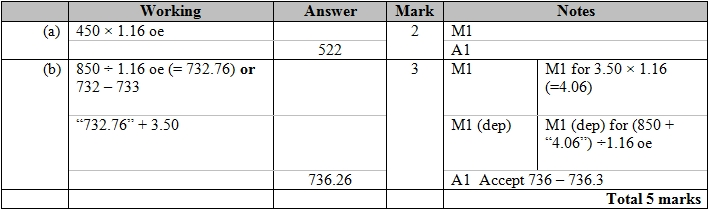 Working Answer Mark Notes
(a) 450 × 1.16 oe 2 M1
522 A1
(b) 850 ÷ 1.16 oe (= 732.76) or 3 M1 M1 for 3.50 × 1.16
732 – 733 (=4.06)
“732.76” + 3.50 M1 (dep) M1 (dep) for (850 +
“4.06”) ÷1.16 oe
736.26 A1 Accept 736 – 736.3
Total 5 marks